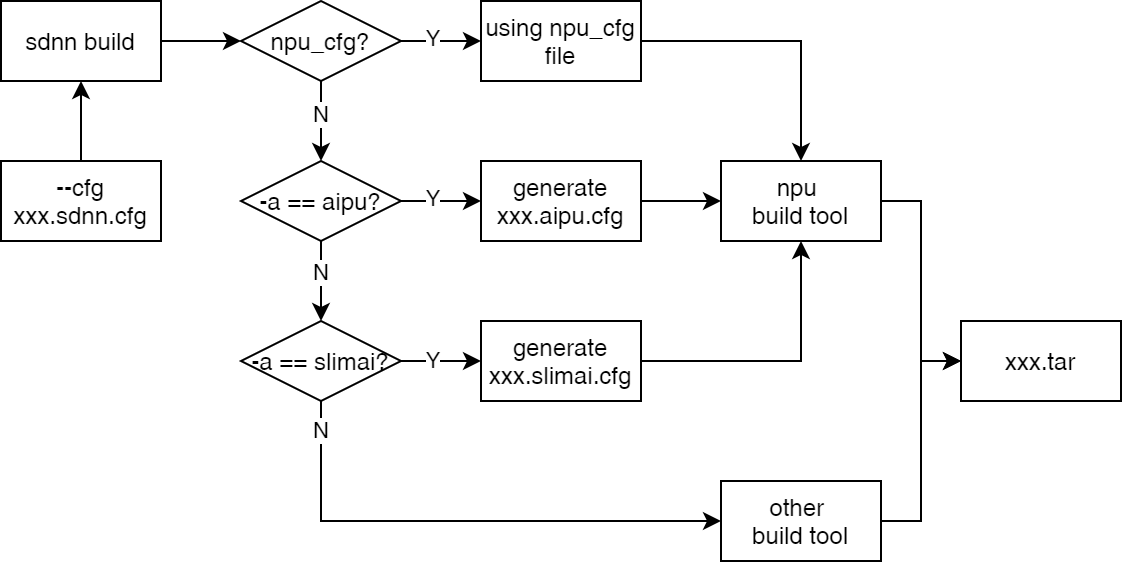 sdnn build
npu_cfg?
Y
using npu_cfg
file
N
--cfg
xxx.sdnn.cfg
-a == aipu?
Y
generate
xxx.aipu.cfg
npu
build tool
N
-a == slimai?
Y
generate
xxx.slimai.cfg
xxx.tar
N
other
build tool